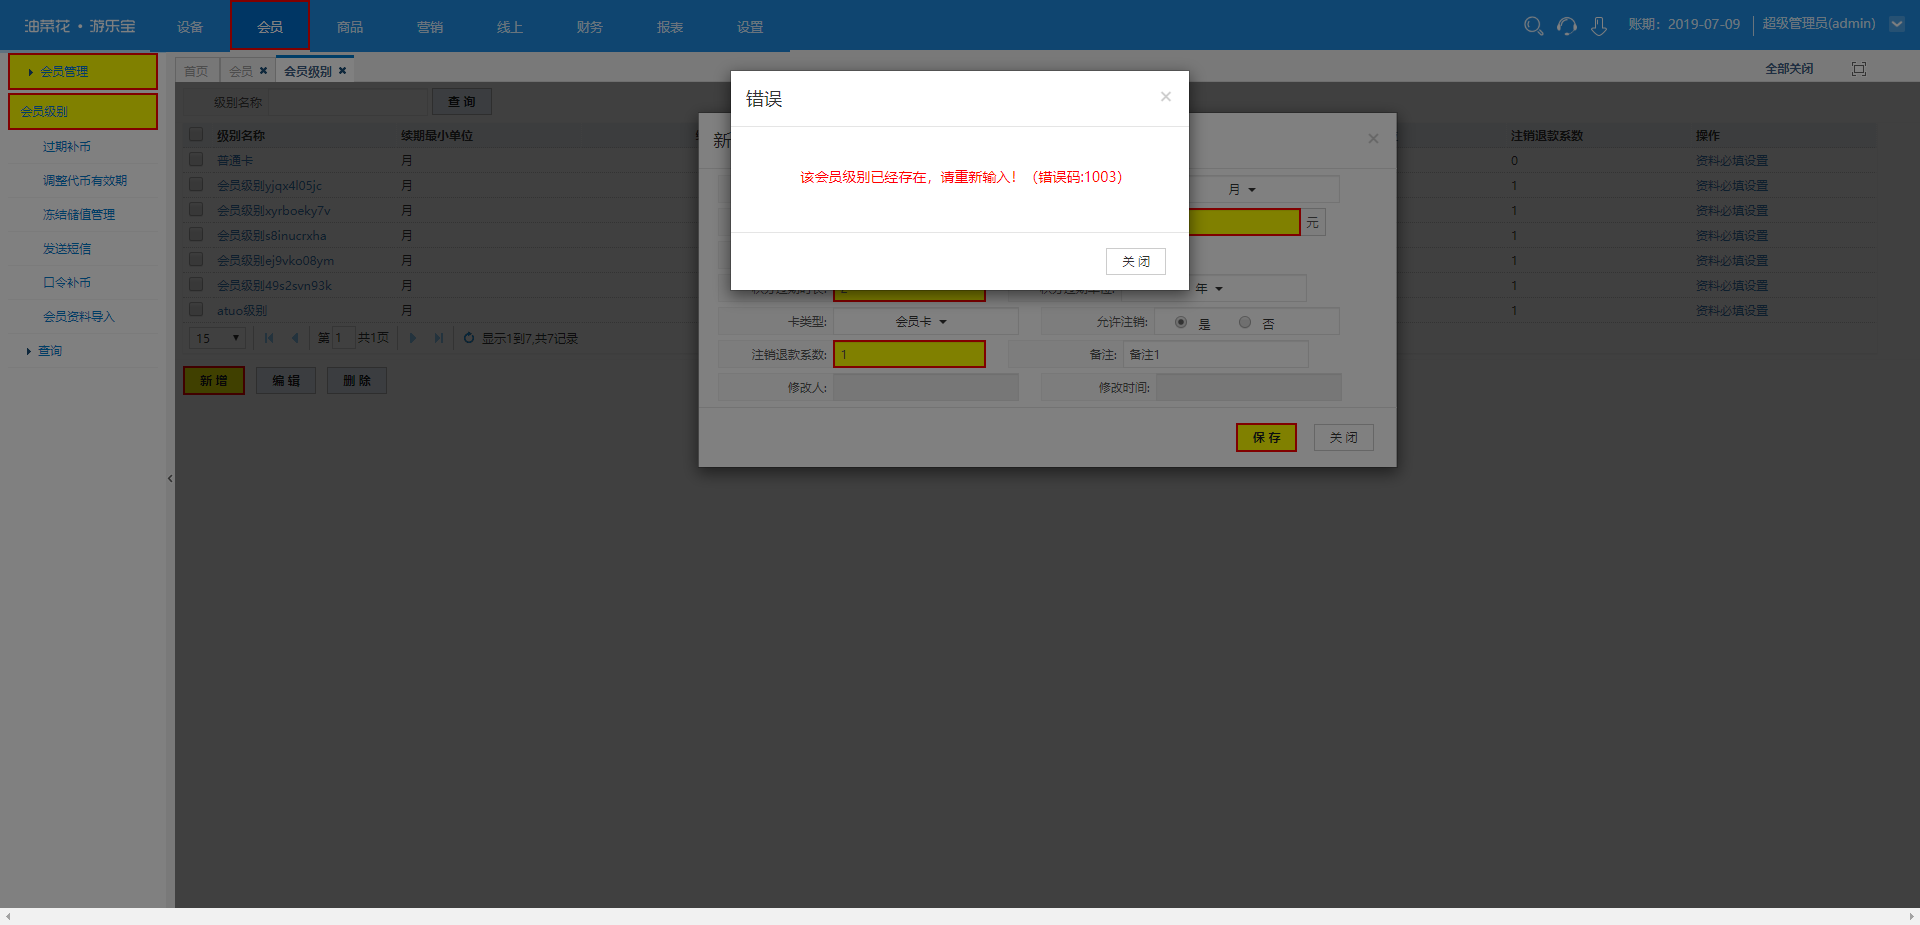 油菜花·游乐宝 设备 会员 商品 营销 线上 财务 报表 设置 账期：2019-07-09 超级管理员(admin)
会员管理
会员级别
过期补币
调整代币有效期
冻结储值管理
发送短信
口令补币
会员资料导入
查询
首页 会员 ✖ 会员级别 ✖ 全部关闭
级别名称 查 询
级别名称 续期最小单位 注销退款系数 操作
普通卡 月 0 资料必填设置
会员级别yjqx4l05jc 月 1 资料必填设置
会员级别xyrboeky7v 月 1 资料必填设置
会员级别s8inucrxha 月 1 资料必填设置
会员级别ej9vko08ym 月 1 资料必填设置
会员级别49s2svn93k 月 1 资料必填设置
atuo级别 月 1 资料必填设置
15 第 1 共1页 显示1到7,共7记录
新 增 编 辑 删 除
新 ×
月
元
年
卡类型: 会员卡 允许注销: 是 否
注销退款系数: 1 备注: 备注1
修改人: 修改时间:
保 存 关 闭
错误 ×
该会员级别已经存在，请重新输入！（错误码:1003）
关 闭